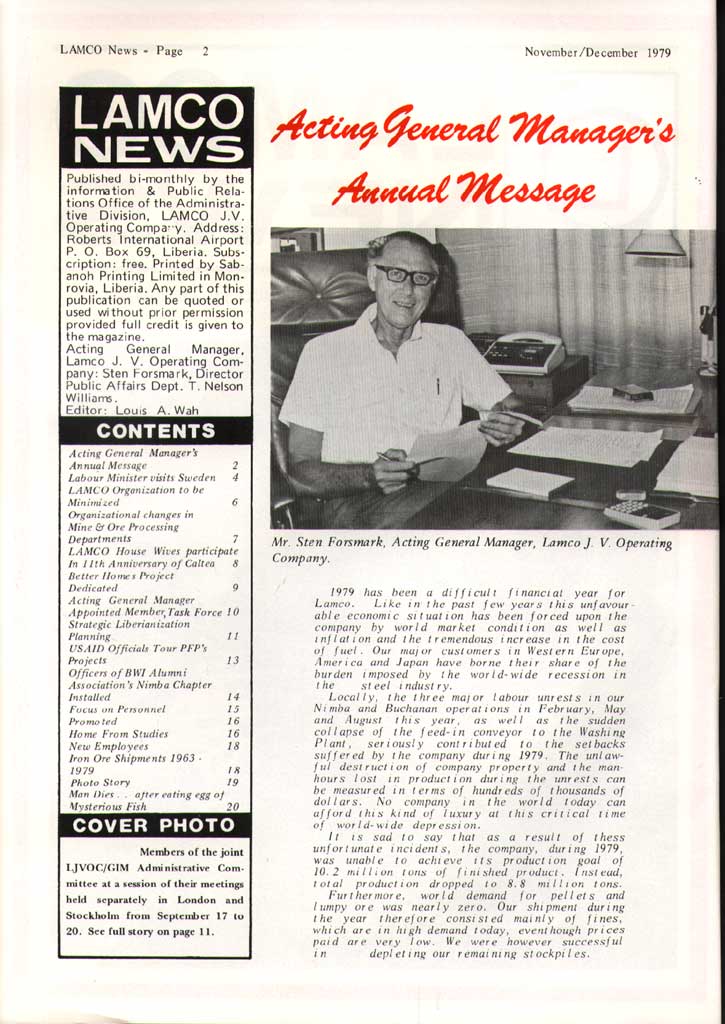 LAMCO News - Page 2
November/December 1979
LAMCO
NEWS
Published bi-monthly by the
information & Public Rela-
tions Office of the Administra-
tive Division, LAMCO J.V.
Operating Company. Address:
Roberts International Airport
P. O. Box 69, Liberia. Subs-
cription: free. Printed by Sab-
anoh Printing Limited in Mon-
rovia, Liberia. Any part of this
publication can be quoted or
used without prior permission
provided full credit is given to
the magazine.
Acting General Manager,
Lamco J. V. Operating Com-
pany: Sten Forsmark, Director
Public Affairs Dept. T. Nelson
Williams.
Editor: Louis A. Wah
CONTENTS
Acting General Manager's
Annual Message 2
Labour Minister visits Sweden 4
LAMCO Organization to be
Minimized 6
Organizational changes in
Mine & Ore Processing
Departments 7
LAMCO House Wives participate
In 11th Anniversary of Caltea 8
Better Homes Project
Dedicated 9
Acting General Manager
Appointed Member, Task Force 10
Strategic Liberianization
Planning 11
USAID Officials Tour PFP's
Projects 13
Officers of BWI Alumni
Association's Nimba Chapter
Installed 14
Focus on Personnel 15
Promoted 16
Home From Studies 16
New Employees 18
Iron Ore Shipments 1963 -
1979 18
Photo Story 19
Man Dies . . after eating egg of
Mysterious Fish 20
COVER PHOTO
Members of the joint
LJVOC/GIM Administrative Com-
mittee at a session of their meetings
held separately in London and
Stockholm from September 17 to
20. See full story on page 11.
Acting General Manager's
Annual Message
Mr. Sten Forsmark, Acting General Manager, Lamco J. V. Operating
Company.
1979 has been a difficult financial year for
Lamco. Like in the past few years this unfavour-
able economic situation has been forced upon the
company by world market condition as well as
inflation and the tremendous increase in the cost
of fuel. Our major customers in Western Europe,
America and Japan have borne their share of the
burden imposed by the world-wide recession in
the steel industry.
Locally, the three major labour unrests in our
Nimba and Buchanan operations in February, May
and August this year, as well as the sudden
collapse of the feed-in conveyor to the Washing
Plant, seriously contributed to the setbacks
suffered by the company during 1979. The unlaw-
ful destruction of company property and the man-
hours lost in production during the unrests can
be measured in terms of hundreds of thousands of
dollars. No company in the world today can
afford this kind of luxury at this critical time
of world-wide depression.
It is sad to say that as a result of thess
unfortunate incidents, the company, during 1979,
was unable to achieve its production goal of
10.2 million tons of finished product. Instead,
total production dropped to 8.8 million tons.
Furthermore, world demand for pellets and
lumpy ore was nearly zero. Our shipment during
the year therefore consisted mainly of fines,
which are in high demand today, eventhough prices
paid are very low. We were however successful
in depleting our remaining stockpiles.